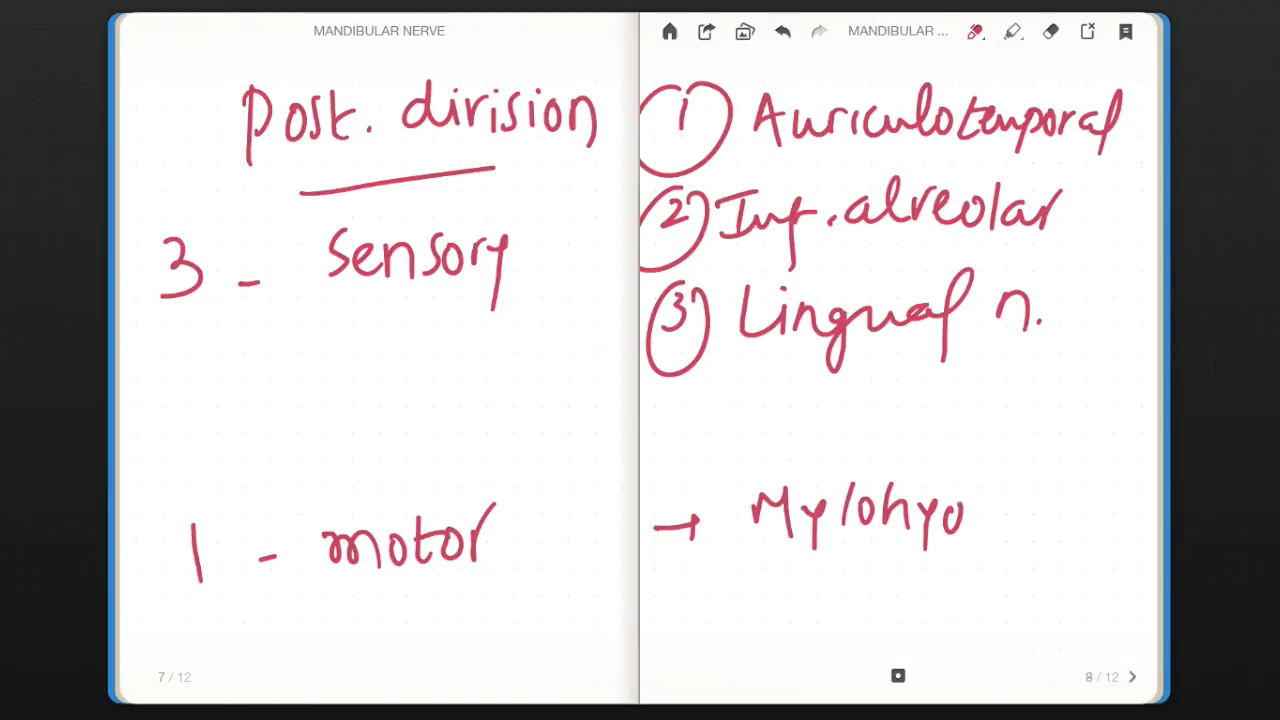 MANDIBULAR NERVE
Post. division
3 - Sensory
1 - motor
7 / 12
MANDIBULAR ...
1 Auriculotemporal
2 Inf. alveolar
3 Lingual n.
→ Mylohyo
8 / 12